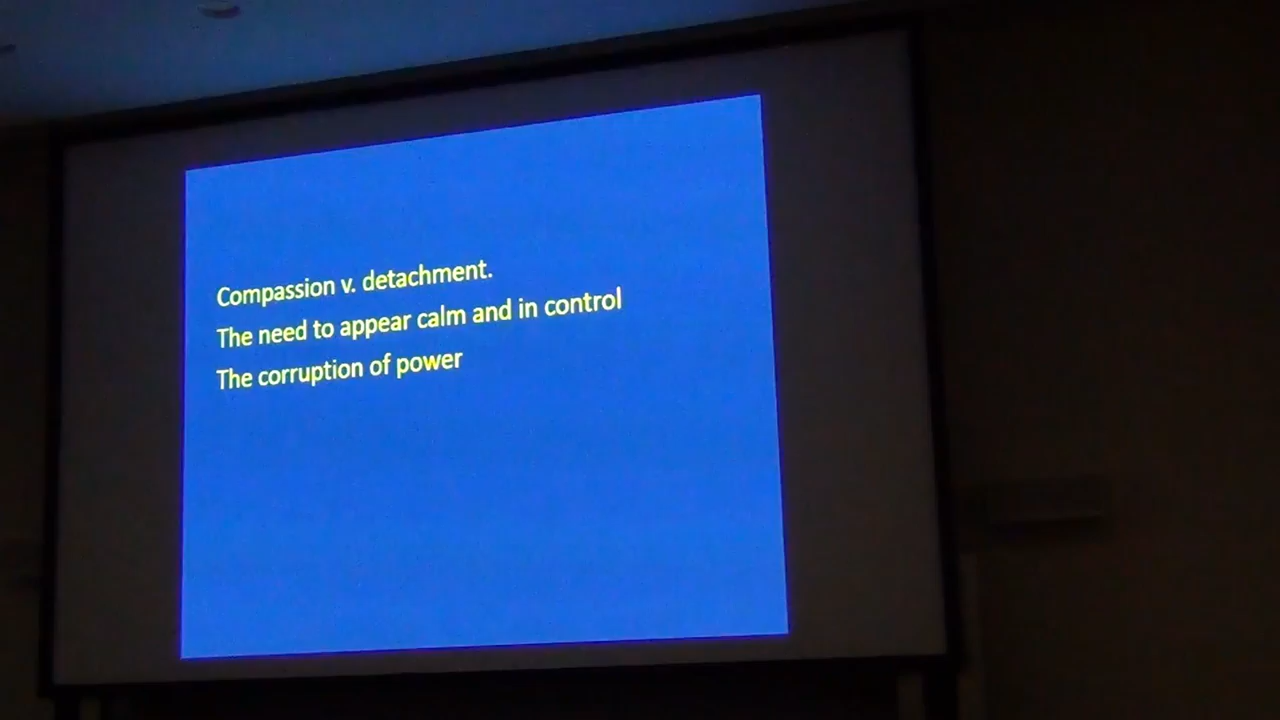 Compassion v. detachment.
The need to appear calm and in control
The corruption of power